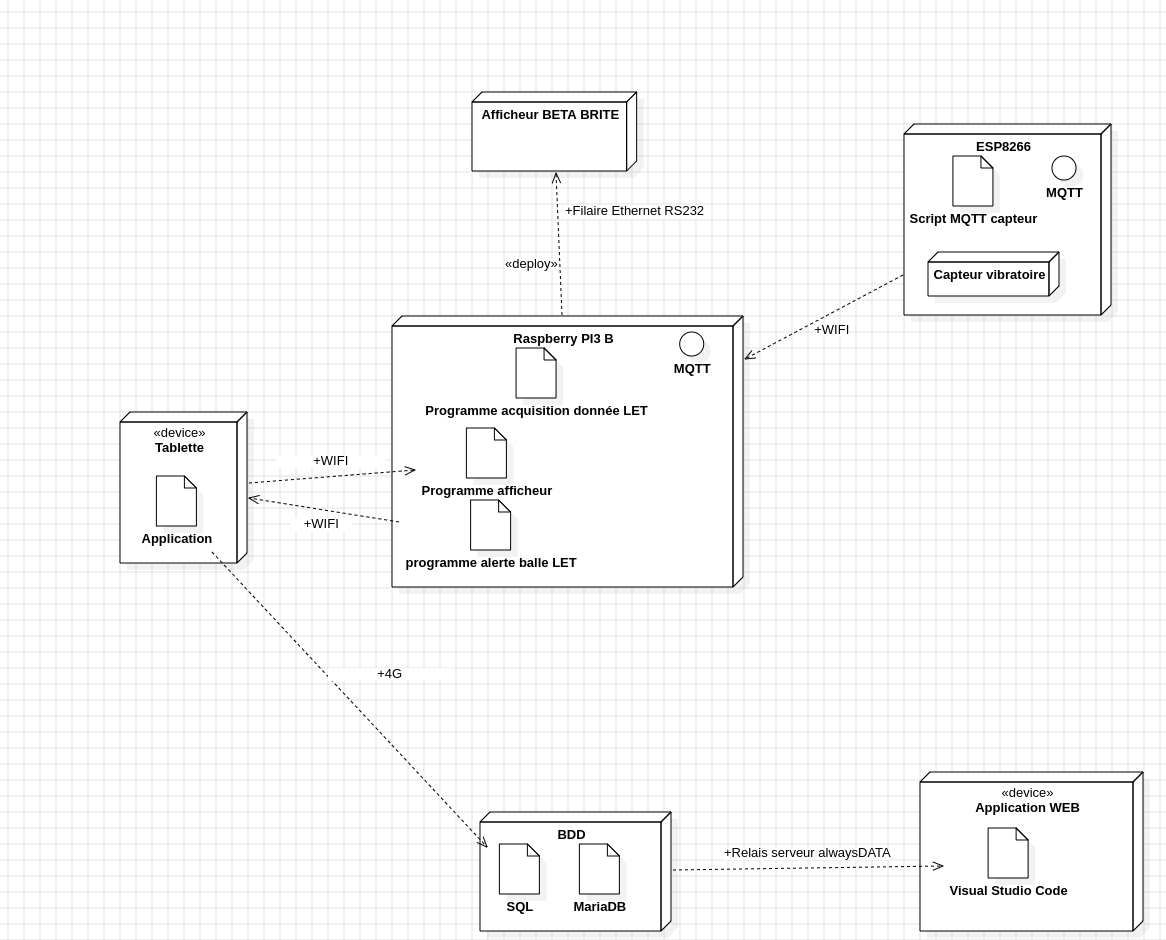 Afficheur BETA BRITE
+Filaire Ethernet RS232
«deploy»
ESP8266
MQTT
Script MQTT capteur
Capteur vibratoire
+WIFI
Raspberry PI3 B
MQTT
Programme acquisition donnée LET
Programme afficheur
programme alerte balle LET
«device»
Tablette
Application
+WIFI
+WIFI
+4G
BDD
SQL
MariaDB
+Relais serveur alwaysDATA
«device»
Application WEB
Visual Studio Code